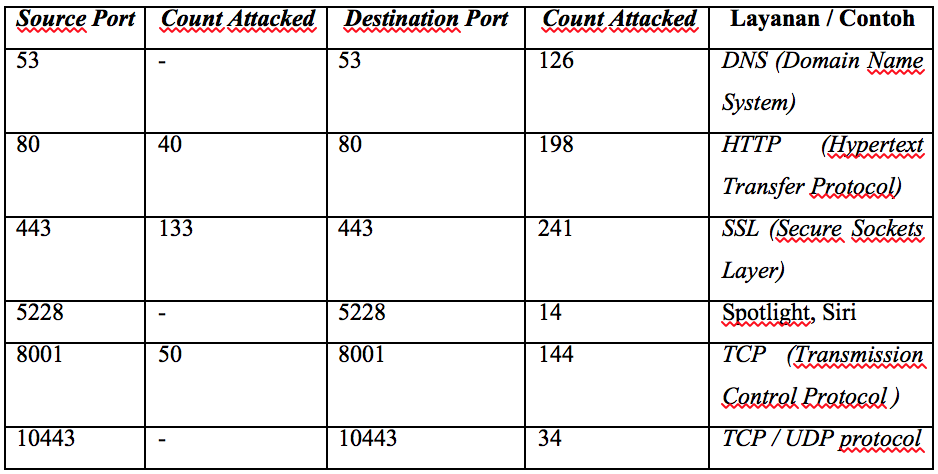 Source Port Count Attacked Destination Port Count Attacked Layanan / Contoh
53 - 53 126 DNS (Domain Name
System)
80 40 80 198 HTTP (Hypertext
Transfer Protocol)
443 133 443 241 SSL (Secure Sockets
Layer)
5228 - 5228 14 Spotlight, Siri
8001 50 8001 144 TCP (Transmission
Control Protocol )
10443 - 10443 34 TCP / UDP protocol